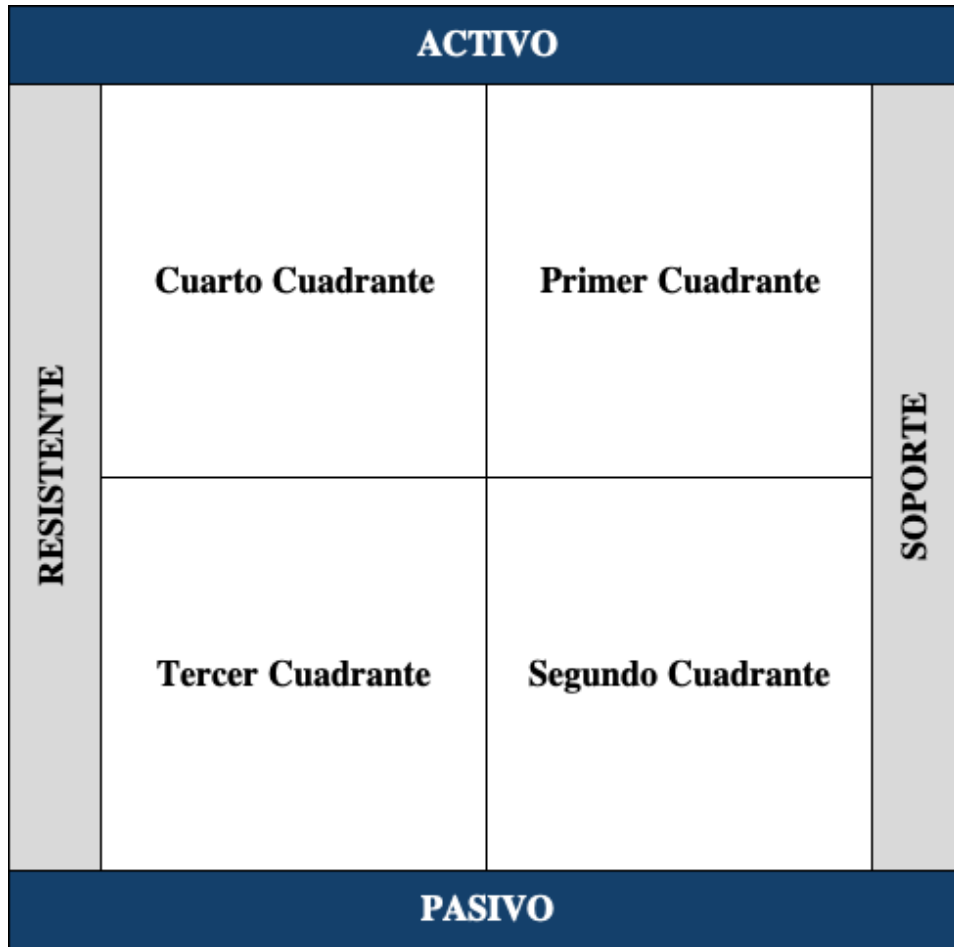 ACTIVO
RESISTENTE
Cuarto Cuadrante
Primer Cuadrante
SOPORTE
Tercer Cuadrante
Segundo Cuadrante
PASIVO